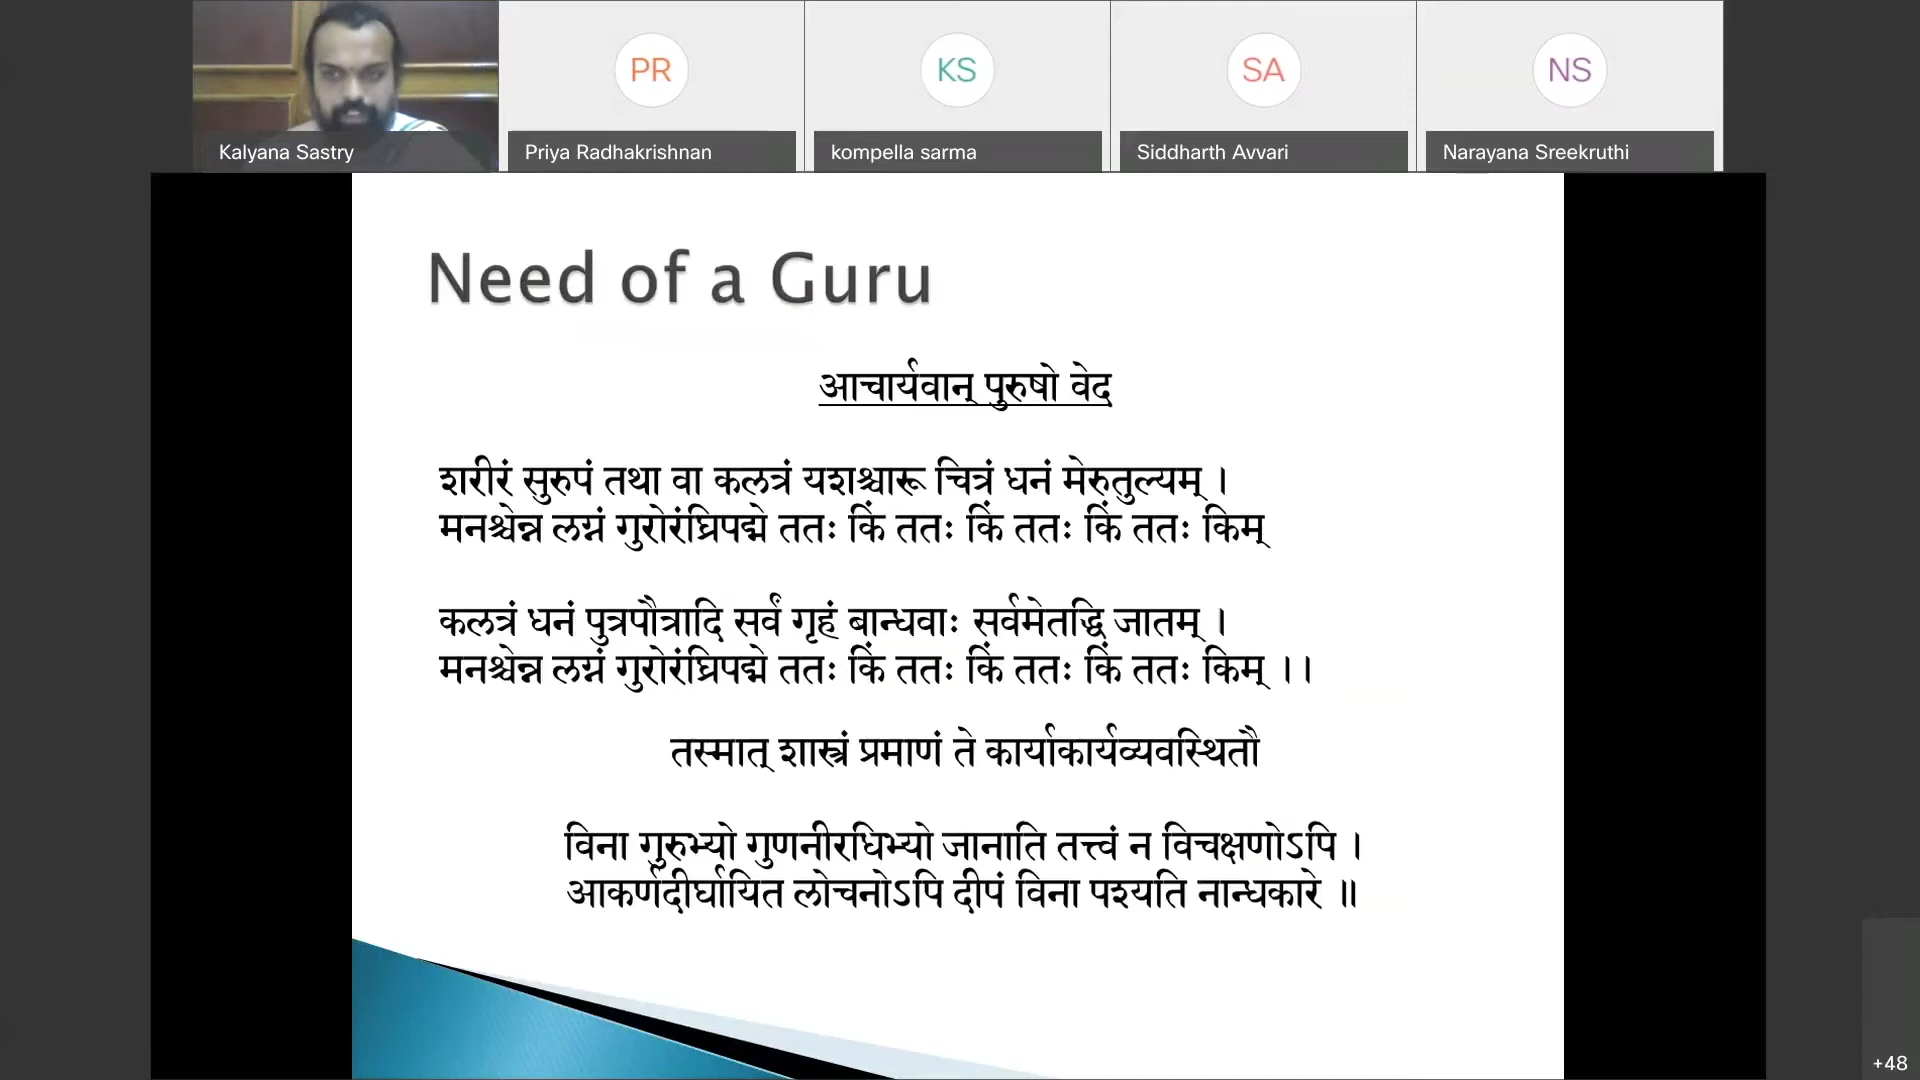 PR
KS
SA
NS
Kalyana Sastry
Priya Radhakrishnan
kompella sarma
Siddharth Avvari
Narayana Sreekruthi
Need of a Guru
आचार्यवान् पुरुषो वेद
शरीरं सुरुपं तथा वा कलत्रं यशश्चारू चित्रं धनं मेरुतुल्यम् ।
मनश्चेन्न लग्नं गुरोरंघ्रिपद्मे ततः किं ततः किं ततः किं ततः किम्
कलत्रं धनं पुत्रपौत्रादि सर्वं गृहं बान्धवाः सर्वमेतद्धि जातम् ।
मनश्चेन्न लग्नं गुरोरंघ्रिपद्मे ततः किं ततः किं ततः किं ततः किम् ।।
तस्मात् शास्त्रं प्रमाणं ते कार्याकार्यव्यवस्थितौ
विना गुरुभ्यो गुणनीरधिभ्यो जानाति तत्त्वं न विचक्षणोऽपि ।
आकर्णदीर्घायित लोचनोऽपि दीपं विना पश्यति नान्धकारे ॥
+48